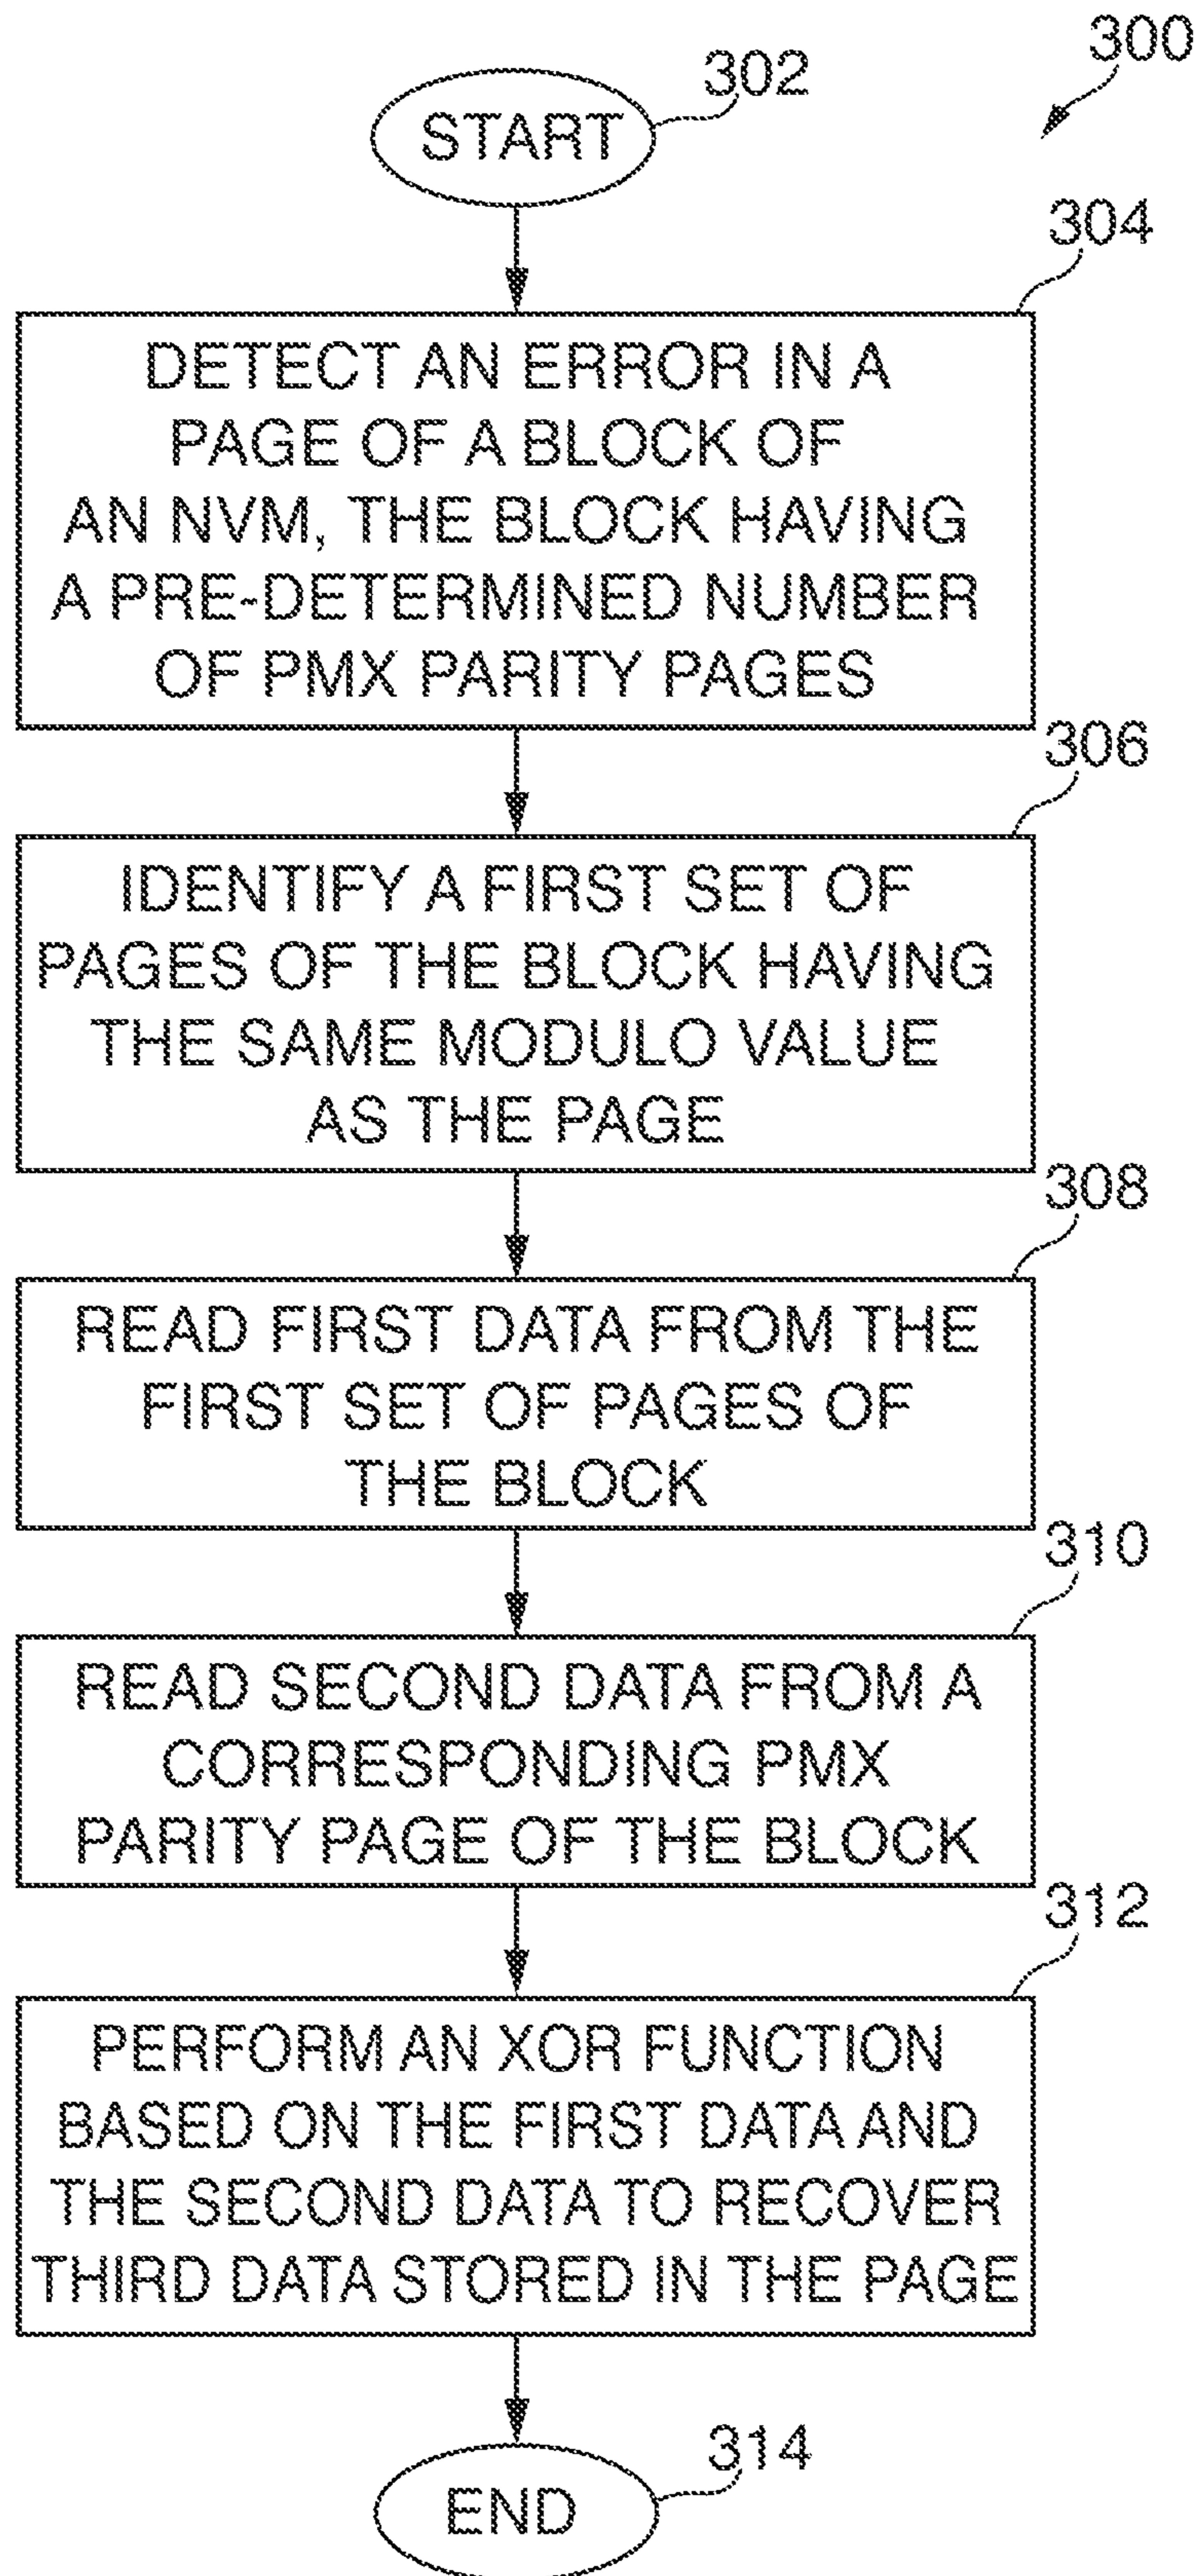 300
302
START
304
DETECT AN ERROR IN A
PAGE OF A BLOCK OF
AN NVM, THE BLOCK HAVING
A PRE-DETERMINED NUMBER
OF PMX PARITY PAGES
306
IDENTIFY A FIRST SET OF
PAGES OF THE BLOCK HAVING
THE SAME MODULO VALUE
AS THE PAGE
308
READ FIRST DATA FROM THE
FIRST SET OF PAGES OF
THE BLOCK
310
READ SECOND DATA FROM A
CORRESPONDING PMX
PARITY PAGE OF THE BLOCK
312
PERFORM AN XOR FUNCTION
BASED ON THE FIRST DATA AND
THE SECOND DATA TO RECOVER
THIRD DATA STORED IN THE PAGE
314
END